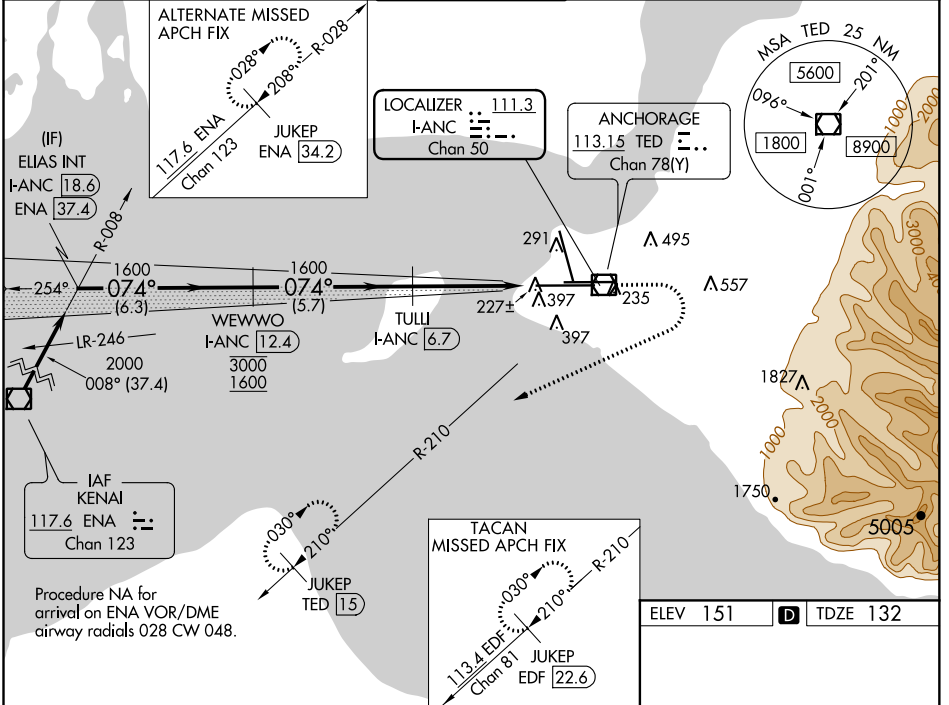 ALTERNATE MISSED
APCH FIX
028°
208°
R-028
117.6 ENA
Chan 123
JUKEP
ENA 34.2
LOCALIZER 111.3
I-ANC
Chan 50
ANCHORAGE
113.15 TED
Chan 78(Y)
MSA TED 25 NM
5600
201°
096°
1800
8900
001°
1000
2000
(IF)
ELIAS INT
I-ANC 18.6
ENA 37.4
R-008
254°
1600
074°
(6.3)
1600
074°
(5.7)
WEWWO
I-ANC 12.4
3000
1600
TULLI
I-ANC 6.7
291
495
227±
397
235
557
397
3000
LR-246
2000
008° (37.4)
1827
2000
1000
1750
5005
IAF
KENAI
117.6 ENA
Chan 123
R-210
030°
210°
JUKEP
TED 15
Procedure NA for
arrival on ENA VOR/DME
airway radials 028 CW 048.
TACAN
MISSED APCH FIX
030°
210°
R-210
113.4 EDF
Chan 81
JUKEP
EDF 22.6
ELEV 151 D TDZE 132